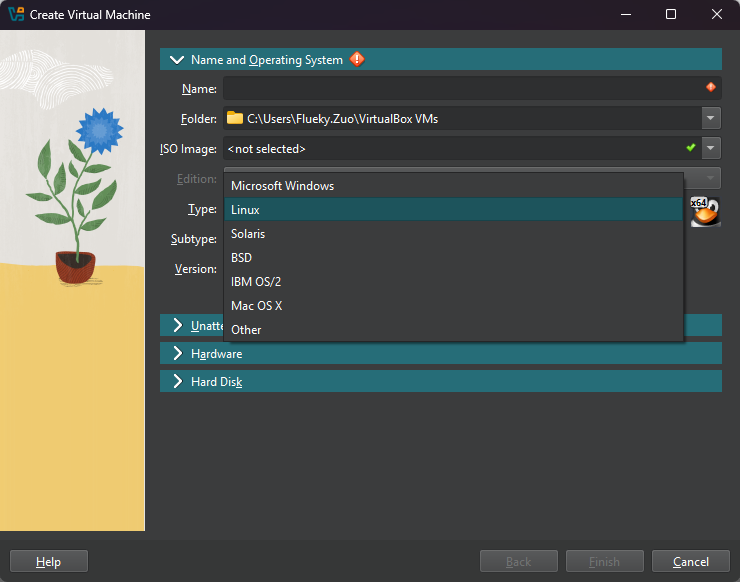 Create Virtual Machine
Name and Operating System
Name:
Folder: C:\Users\Flueky.Zuo\VirtualBox VMs
ISO Image: <not selected>
Edition:
Type:
Subtype:
Version:
Microsoft Windows
Linux
Solaris
BSD
IBM OS/2
Mac OS X
Other
x64
Unatte
Hardware
Hard Disk
Help Back Finish Cancel